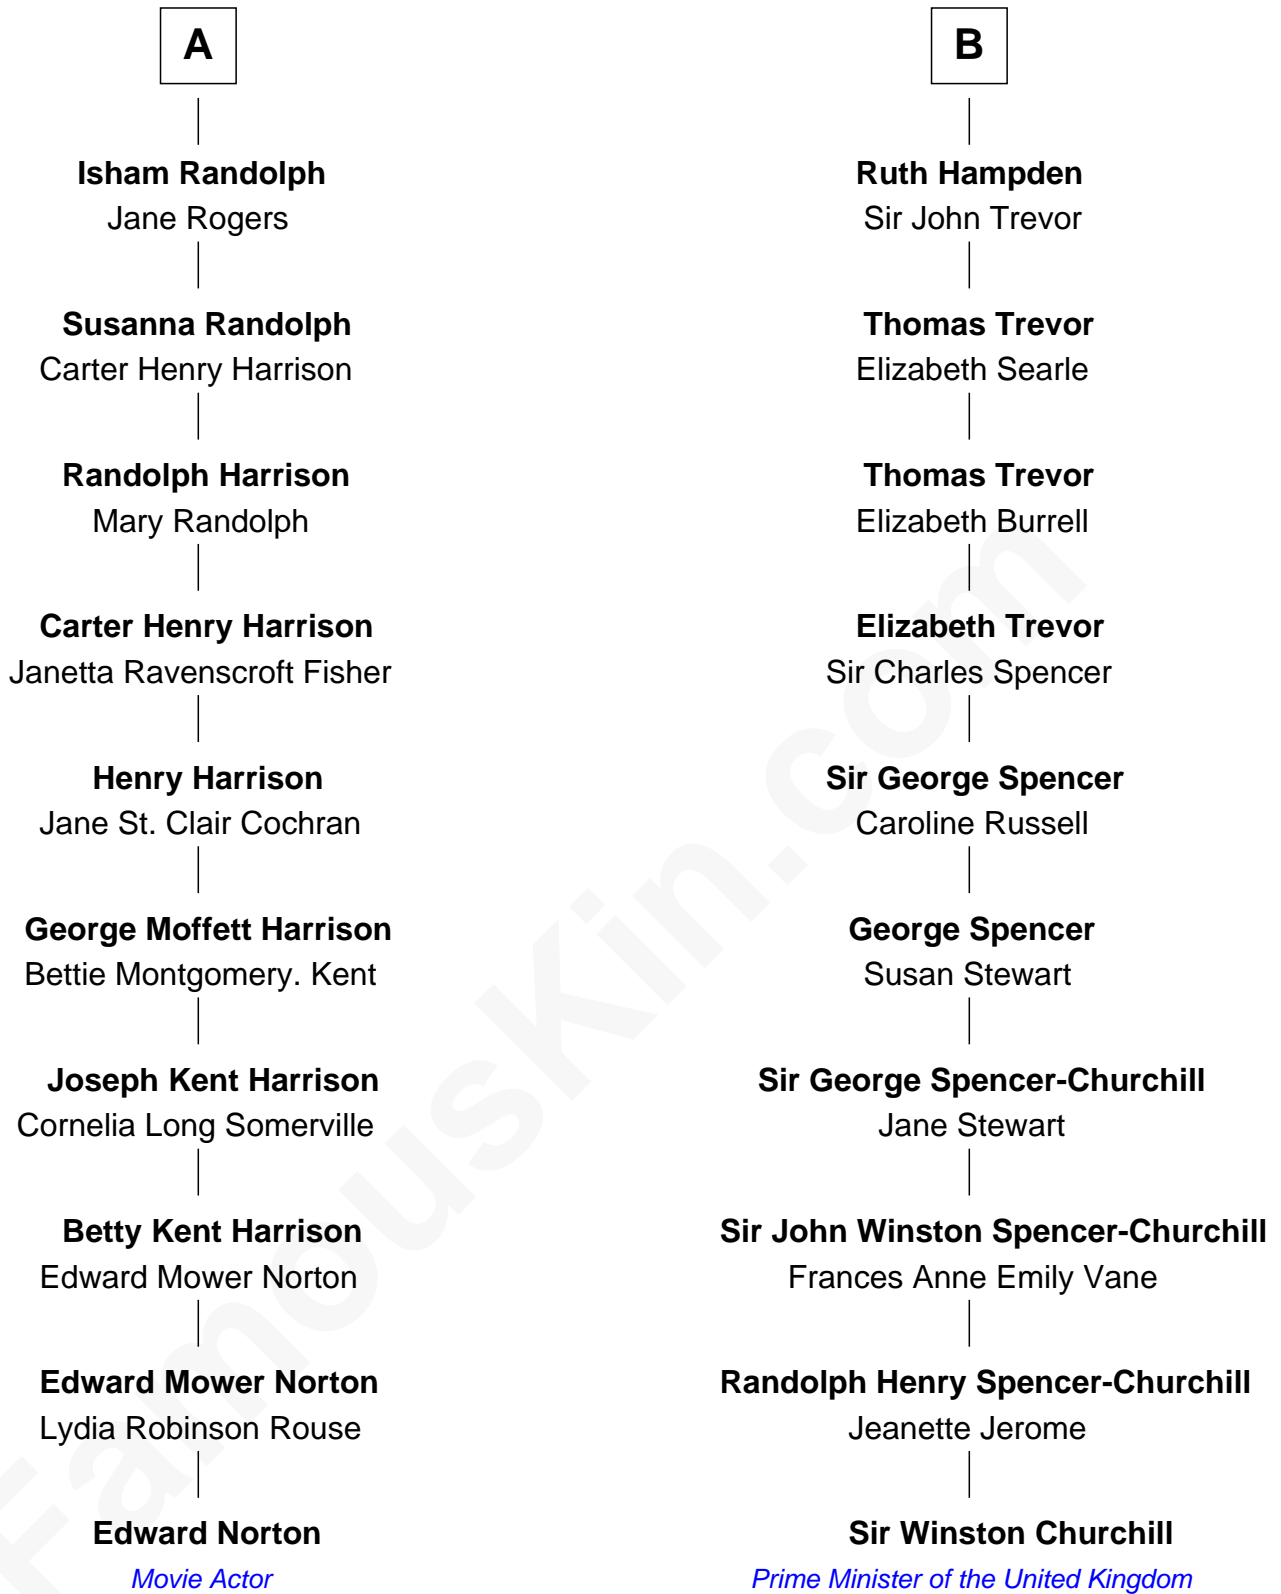 A
Isham Randolph
Jane Rogers
Susanna Randolph
Carter Henry Harrison
Randolph Harrison
Mary Randolph
Carter Henry Harrison
Janetta Ravenscroft Fisher
Henry Harrison
Jane St. Clair Cochran
George Moffett Harrison
Bettie Montgomery. Kent
Joseph Kent Harrison
Cornelia Long Somerville
Betty Kent Harrison
Edward Mower Norton
Edward Mower Norton
Lydia Robinson Rouse
Edward Norton
Movie Actor
B
Ruth Hampden
Sir John Trevor
Thomas Trevor
Elizabeth Searle
Thomas Trevor
Elizabeth Burrell
Elizabeth Trevor
Sir Charles Spencer
Sir George Spencer
Caroline Russell
George Spencer
Susan Stewart
Sir George Spencer-Churchill
Jane Stewart
Sir John Winston Spencer-Churchill
Frances Anne Emily Vane
Randolph Henry Spencer-Churchill
Jeanette Jerome
Sir Winston Churchill
Prime Minister of the United Kingdom
FamousKin.com